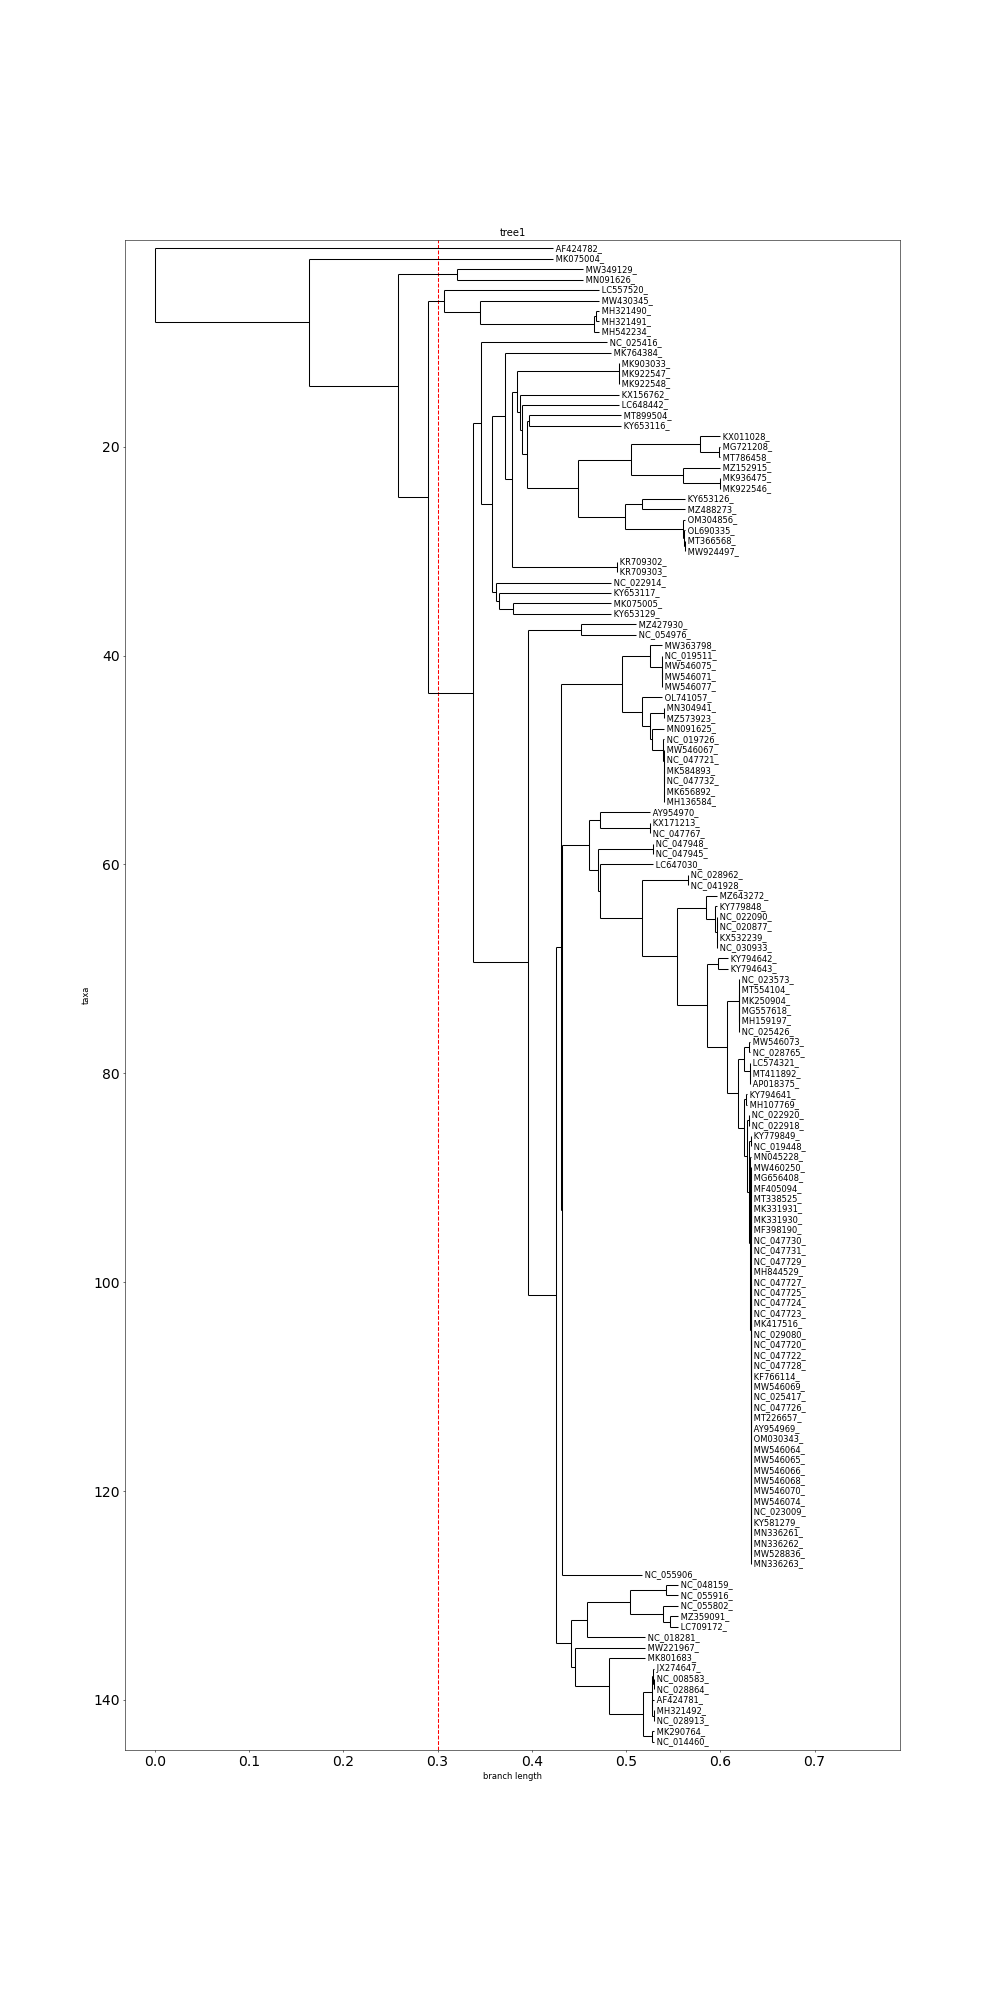 tree1
AF424782_
MK075004_
MW349129_
MN091626_
LC557520_
MW430345_
MH321490_
MH321491_
MH542234_
NC_025416_
MK764384_
MK903033_
MK922547_
MK922548_
KX156762_
LC648442_
MT899504_
KY653116_
KX011028_
20
MG721208_
MT786458_
MZ152915_
MK936475_
MK922546_
KY653126_
MZ488273_
OM304856_
OL690335_
MT366568_
MW924497_
KR709302_
KR709303_
NC_022914_
KY653117_
MK075005_
KY653129_
MZ427930_
NC_054976_
MW363798_
40
NC_019511_
MW546075_
MW546071_
MW546077_
OL741057_
MN304941_
MZ573923_
MN091625_
NC_019726_
MW546067_
NC_047721_
MK584893_
NC_047732_
MK656892_
MH136584_
AY954970_
KX171213_
NC_047767_
NC_047948_
NC_047945_
60
LC647030_
NC_028962_
NC_041928_
MZ643272_
KY779848_
NC_022090_
NC_020877_
KX532239_
NC_030933_
KY794642_
KY794643_
NC_023573_
MT554104_
taxa
MK250904_
MG557618_
MH159197_
NC_025426_
MW546073_
NC_028765_
LC574321_
80
MT411892_
AP018375_
KY794641_
MH107769_
NC_022920_
NC_022918_
KY779849_
NC_019448_
MN045228_
MW460250_
MG656408_
MF405094_
MT338525_
MK331931_
MK331930_
MF398190_
NC_047730_
NC_047731_
NC_047729_
MH844529_
100
NC_047727_
NC_047725_
NC_047724_
NC_047723_
MK417516_
NC_029080_
NC_047720_
NC_047722_
NC_047728_
KF766114_
MW546069_
NC_025417_
NC_047726_
MT226657_
AY954969_
OM030343_
MW546064_
MW546065_
MW546066_
MW546068_
120
MW546070_
MW546074_
NC_023009_
KY581279_
MN336261_
MN336262_
MW528836_
MN336263_
NC_055906_
NC_048159_
NC_055916_
NC_055802_
MZ359091_
LC709172_
NC_018281_
MW221967_
MK801683_
JX274647_
NC_008583_
NC_028864_
140
AF424781_
MH321492_
NC_028913_
MK290764_
NC_014460_
0.0 0.1 0.2 0.3 0.4 0.5 0.6 0.7
branch length